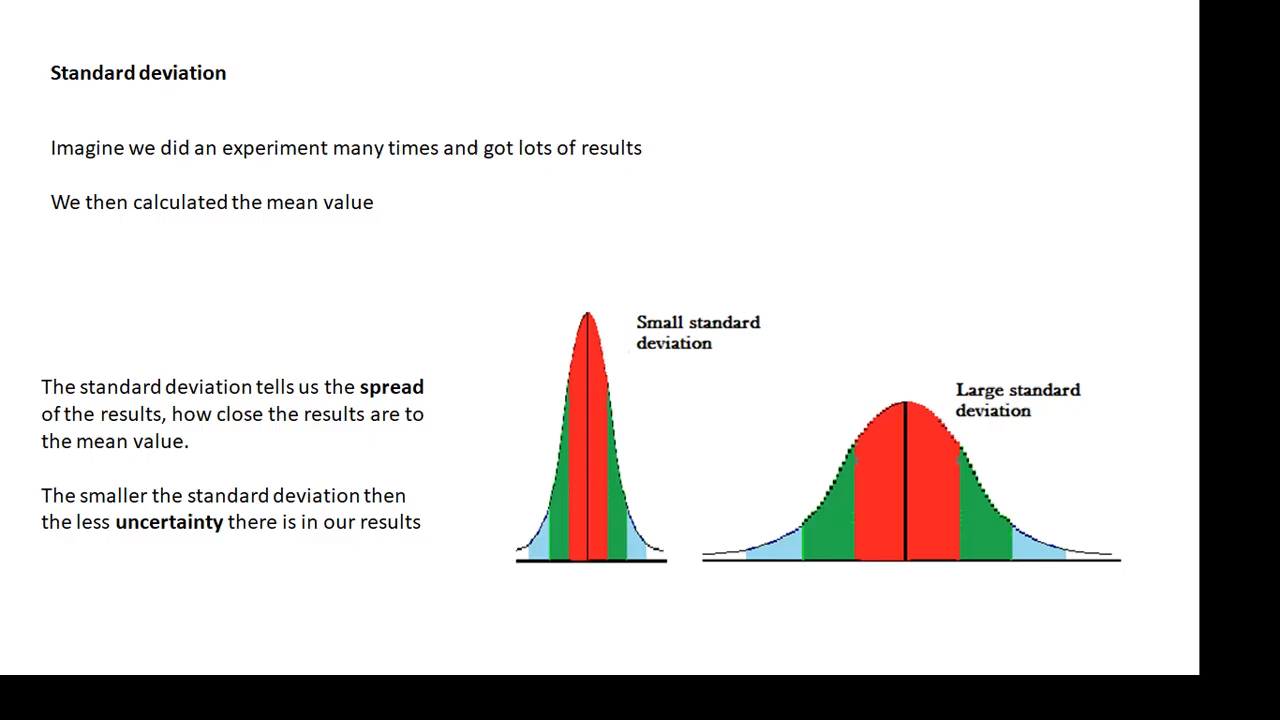 Standard deviation
Imagine we did an experiment many times and got lots of results
We then calculated the mean value
Small standard
deviation
Large standard
deviation
The standard deviation tells us the spread
of the results, how close the results are to
the mean value.
The smaller the standard deviation then
the less uncertainty there is in our results